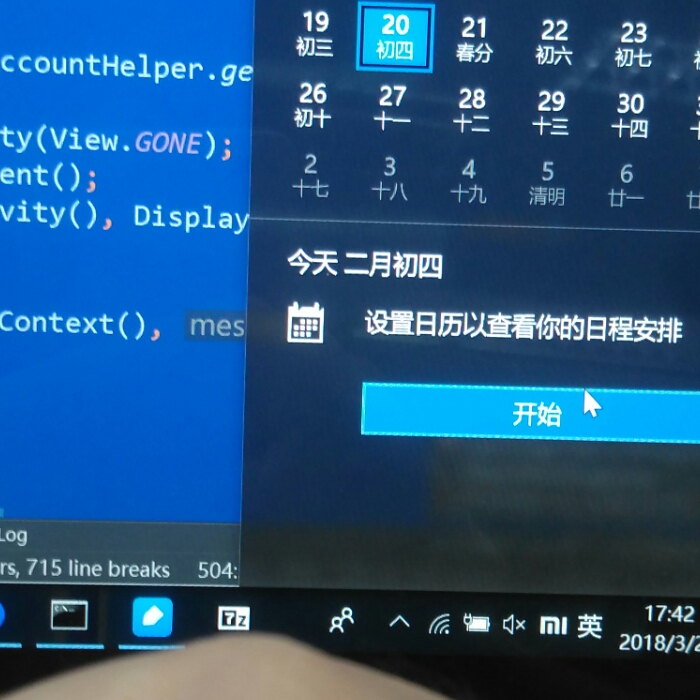 ccountHelper.ge
ty(View.GONE);
ent();
vity(), Display
Context(), mes
Log
rs, 715 line breaks 504:
19 20 21 22 23
初三 初四 春分 初六 初七
26 27 28 29 30
初十 十一 十二 十三 十四
2 3 4 5 6
十七 十八 十九 清明 廿一
今天 二月初四
设置日历以查看你的日程安排
开始
7z
英
17:42
2018/3/2